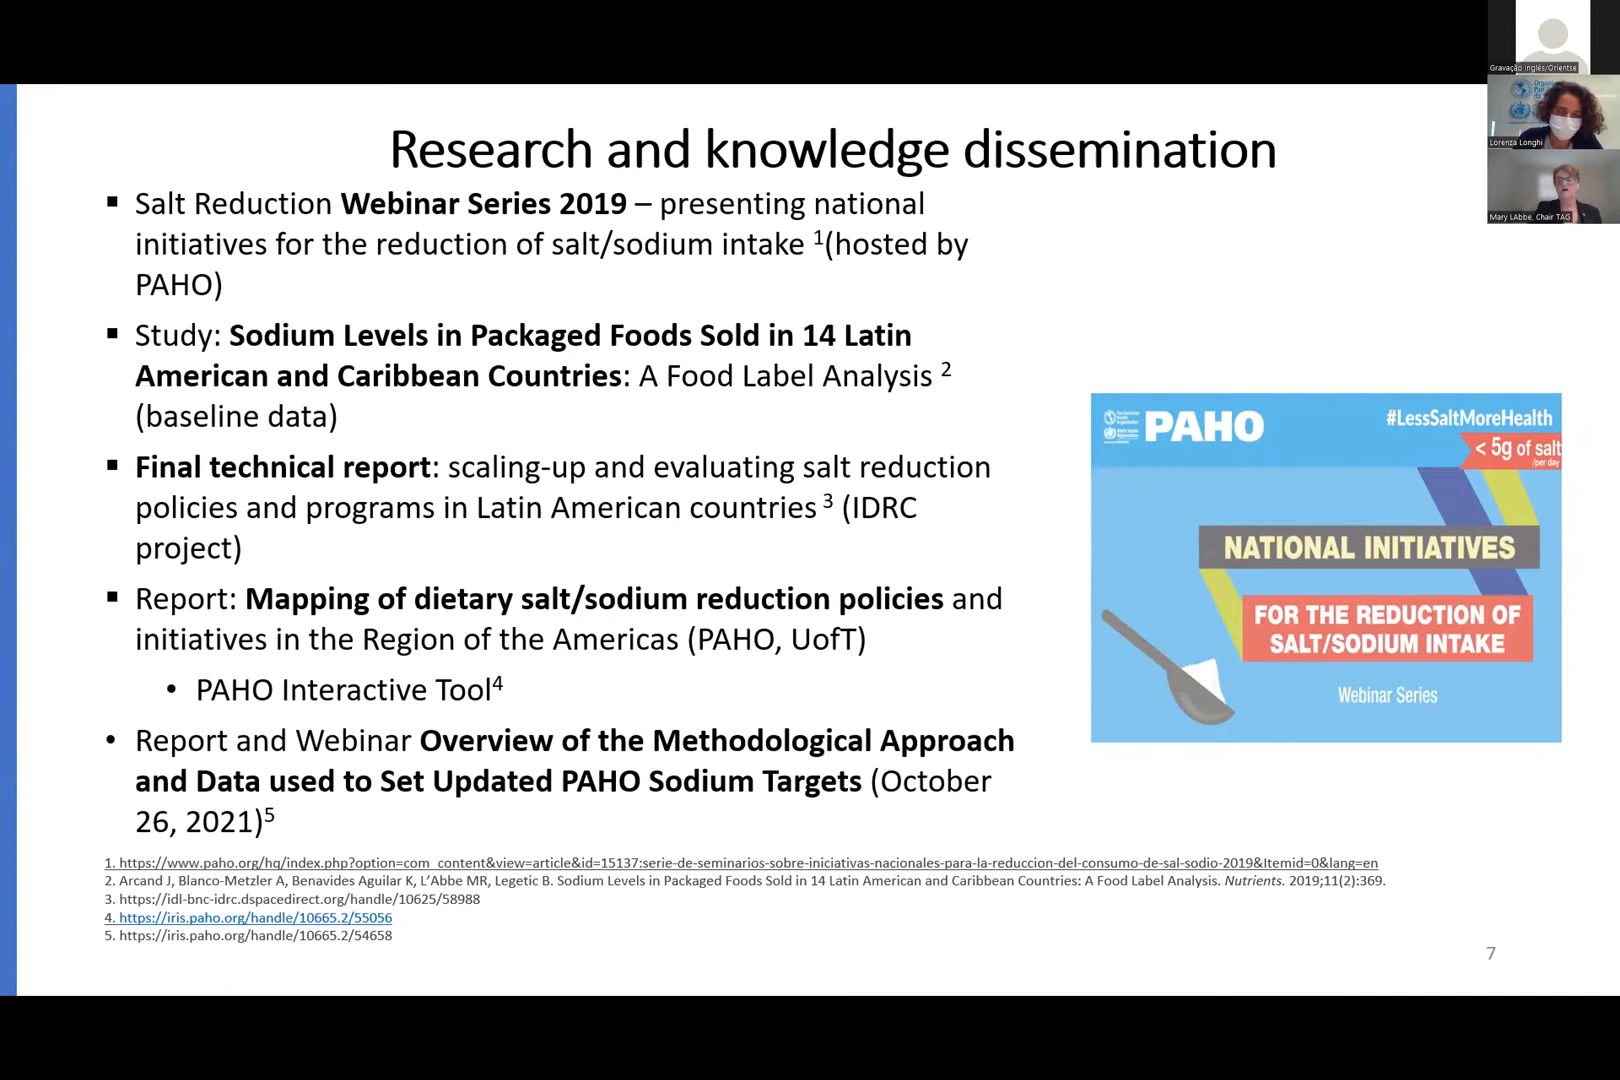 Research and knowledge dissemination
▪ Salt Reduction Webinar Series 2019 – presenting national
initiatives for the reduction of salt/sodium intake ¹(hosted by
PAHO)
▪ Study: Sodium Levels in Packaged Foods Sold in 14 Latin
American and Caribbean Countries: A Food Label Analysis ²
(baseline data)
▪ Final technical report: scaling-up and evaluating salt reduction
policies and programs in Latin American countries ³ (IDRC
project)
▪ Report: Mapping of dietary salt/sodium reduction policies and
initiatives in the Region of the Americas (PAHO, UofT)
• PAHO Interactive Tool⁴
• Report and Webinar Overview of the Methodological Approach
and Data used to Set Updated PAHO Sodium Targets (October
26, 2021)⁵
PAHO
#LessSaltMoreHealth
< 5g of salt
/per day
NATIONAL INITIATIVES
FOR THE REDUCTION OF
SALT/SODIUM INTAKE
Webinar Series
1. https://www.paho.org/hq/index.php?option=com_content&view=article&id=15137:serie-de-seminarios-sobre-iniciativas-nacionales-para-la-reduccion-del-consumo-de-sal-sodio-2019&Itemid=0&lang=en
2. Arcand J, Blanco-Metzler A, Benavides Aguilar K, L’Abbe MR, Legetic B. Sodium Levels in Packaged Foods Sold in 14 Latin American and Caribbean Countries: A Food Label Analysis. Nutrients. 2019;11(2):369.
3. https://idl-bnc-idrc.dspacedirect.org/handle/10625/58988
4. https://iris.paho.org/handle/10665.2/55056
5. https://iris.paho.org/handle/10665.2/54658
7
Gravação Inglés/Orientse
Lorenza Longhi
Mary LAbbe, Chair TAG